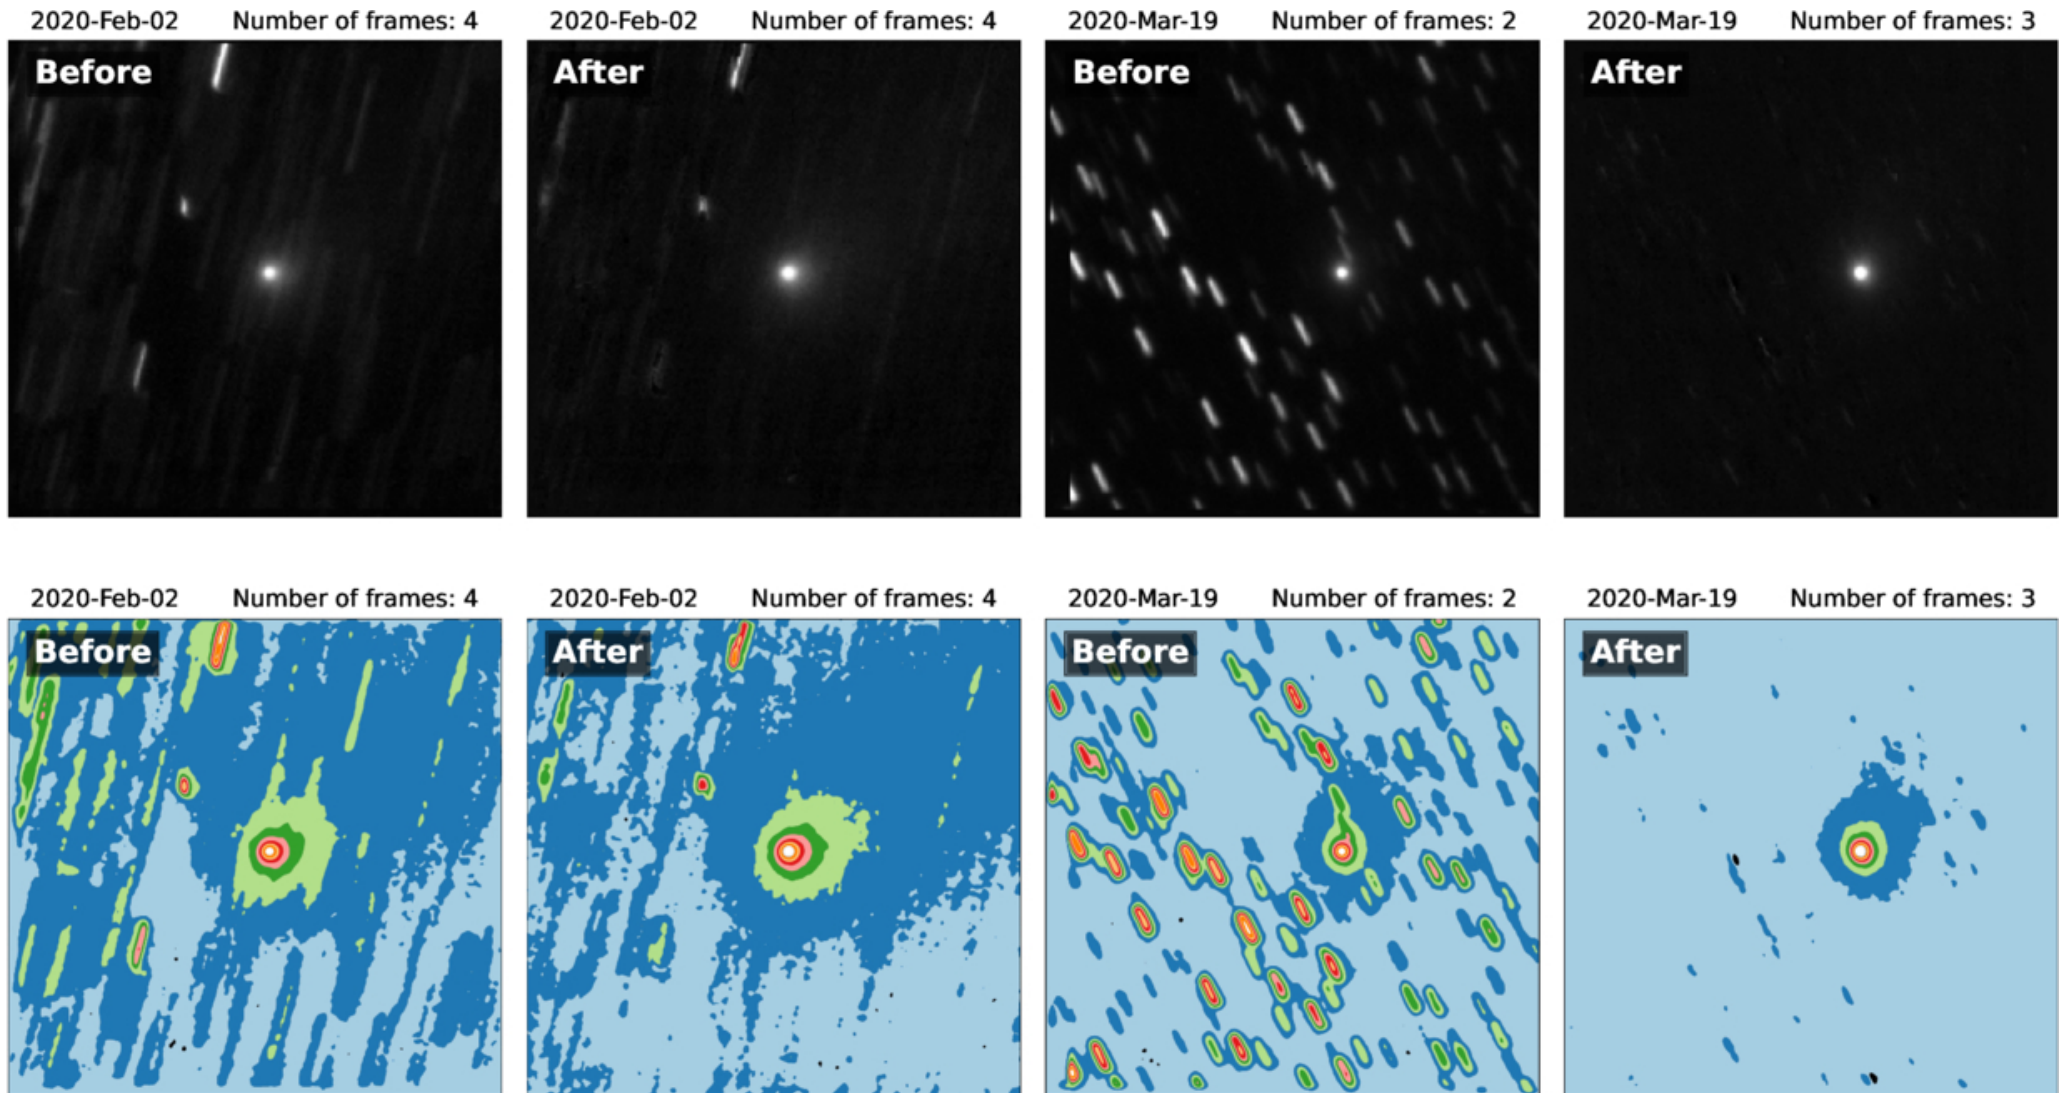 2020-Feb-02 Number of frames: 4
2020-Feb-02 Number of frames: 4
2020-Mar-19 Number of frames: 2
2020-Mar-19 Number of frames: 3
Before
After
Before
After
2020-Feb-02 Number of frames: 4
2020-Feb-02 Number of frames: 4
2020-Mar-19 Number of frames: 2
2020-Mar-19 Number of frames: 3
Before
After
Before
After